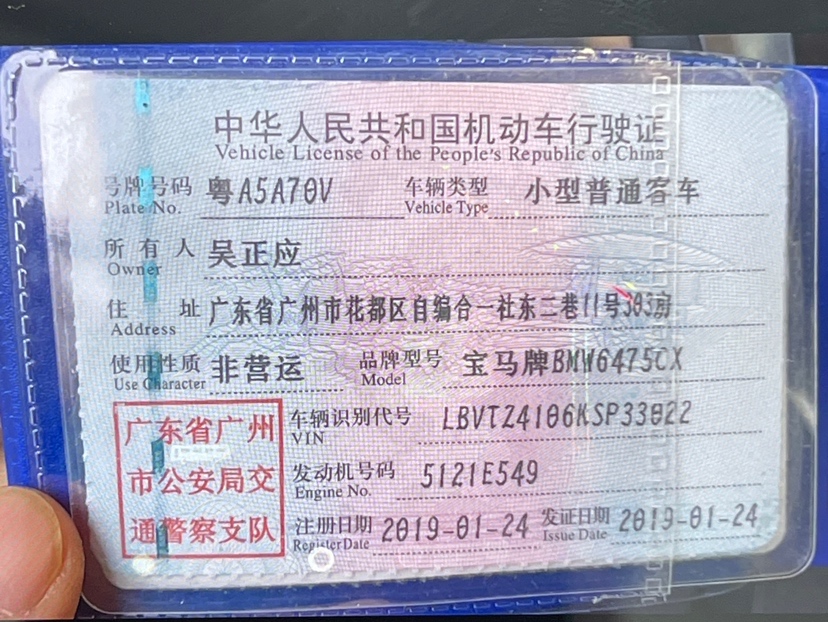 中华人民共和国机动车行驶证
Vehicle License of the People's Republic of China
号牌号码 粤A5A70V 车辆类型 小型普通客车
Plate No. Vehicle Type
所有人 吴正应
Owner
住址 广东省广州市花都区自编合一社东二巷11号303房
Address
使用性质 非营运 品牌型号 宝马牌BMW6475CX
Use Character Model
广东省广州
市公安局交
通警察支队
车辆识别代号 LBVTZ4106KSP33022
VIN
发动机号码 5121E549
Engine No.
注册日期 2019-01-24 发证日期 2019-01-24
Register Date Issue Date